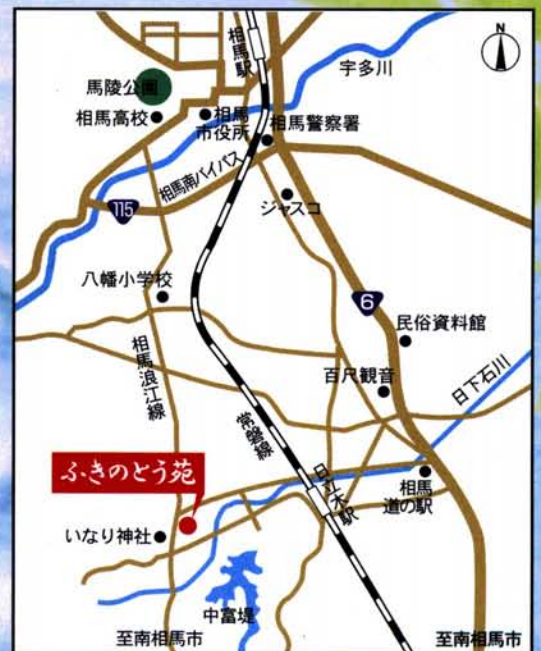 N
相馬駅
宇多川
馬陵公園
相馬高校
相馬
市役所
相馬警察署
相馬南バイパス
ジャスコ
115
八幡小学校
6
民俗資料館
相馬浪江線
百尺観音
日下石川
常磐線
ふきのとう苑
日立木駅
相馬
道の駅
いなり神社
中富堤
至南相馬市
至南相馬市